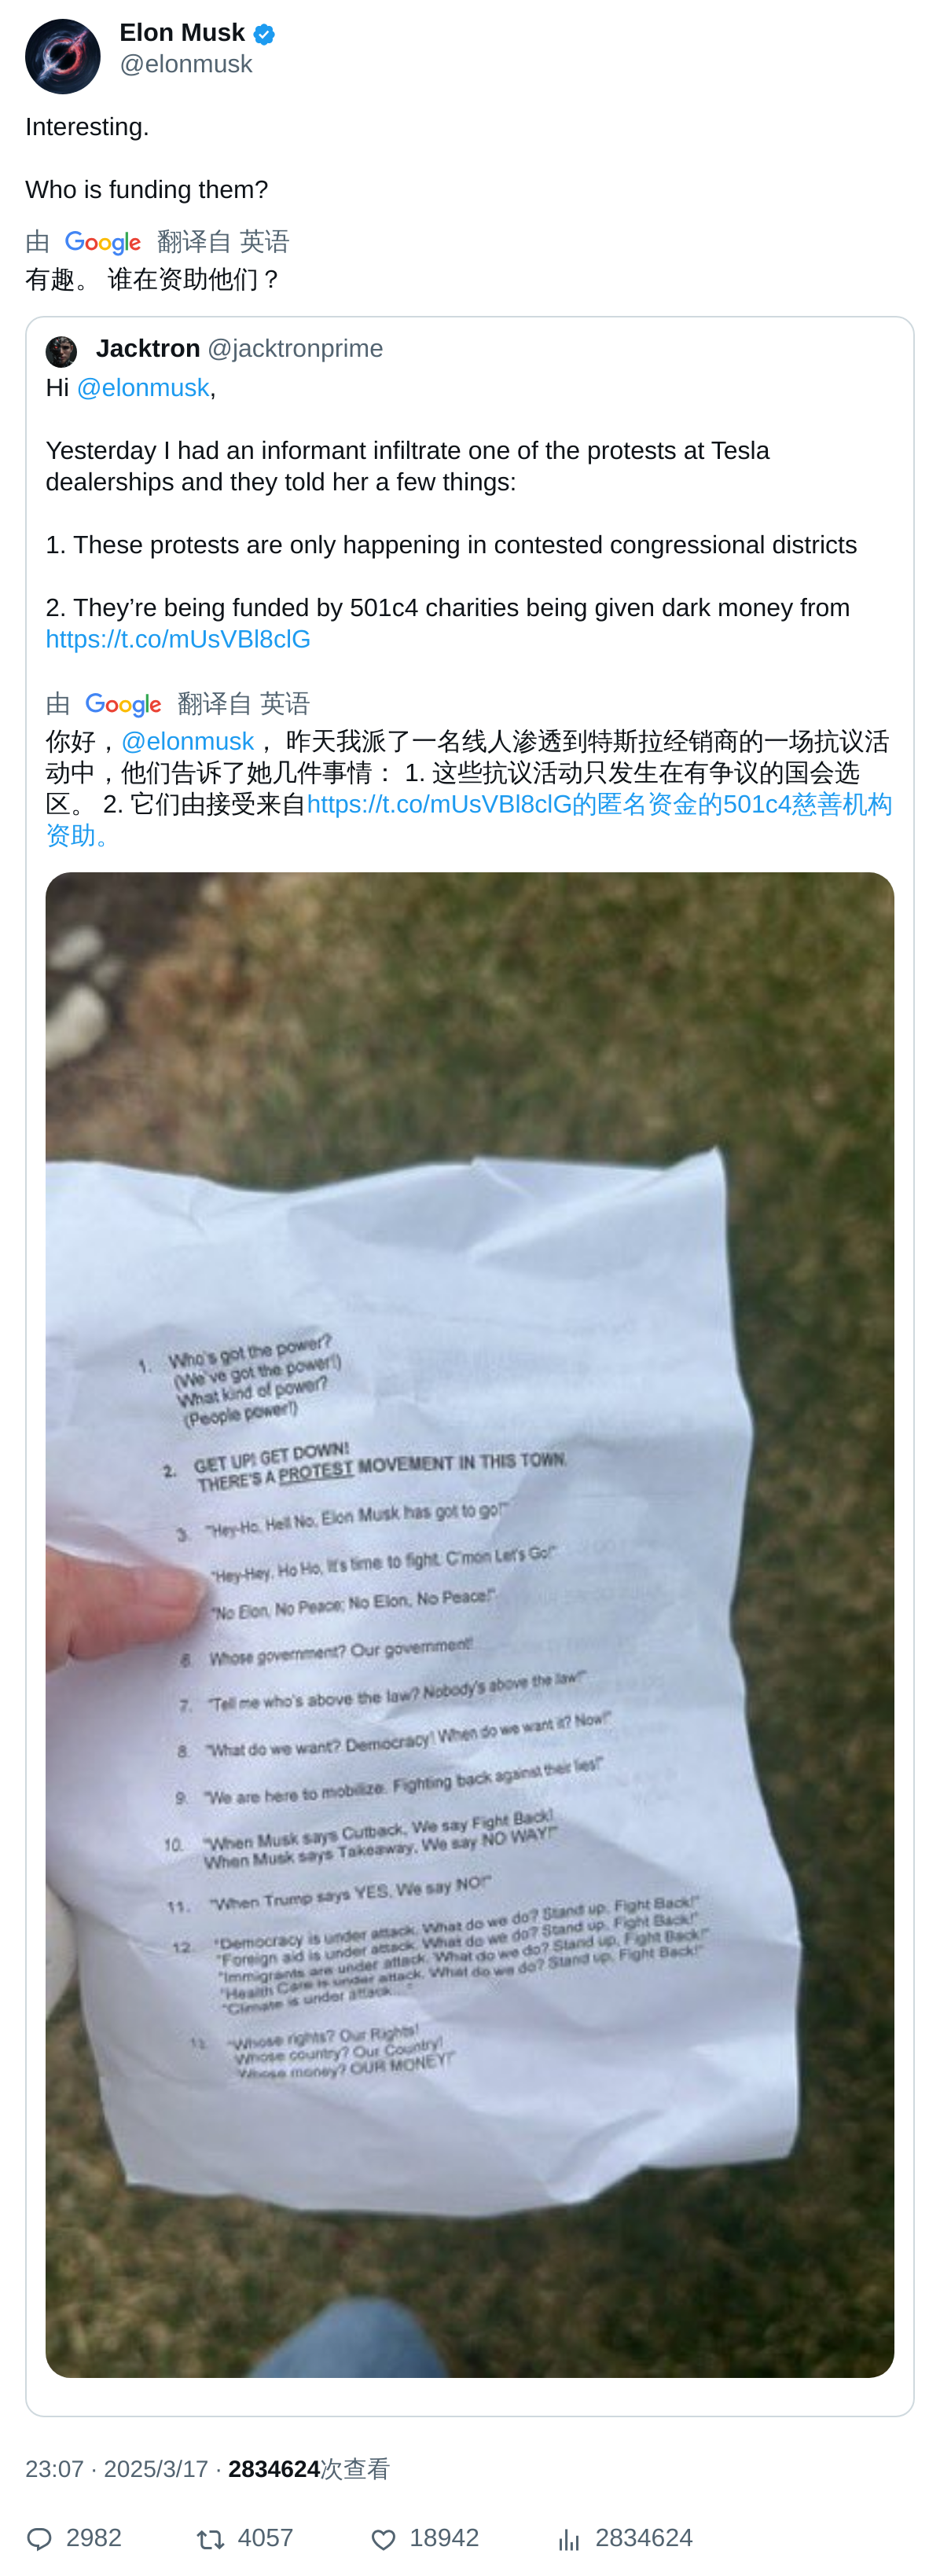 Elon Musk
@elonmusk
Interesting.
Who is funding them?
由 Google 翻译自 英语
有趣。 谁在资助他们？
Jacktron @jacktronprime
Hi @elonmusk,
Yesterday I had an informant infiltrate one of the protests at Tesla
dealerships and they told her a few things:
1. These protests are only happening in contested congressional districts
2. They’re being funded by 501c4 charities being given dark money from
https://t.co/mUsVBl8clG
由 Google 翻译自 英语
你好，@elonmusk， 昨天我派了一名线人渗透到特斯拉经销商的一场抗议活
动中，他们告诉了她几件事情： 1. 这些抗议活动只发生在有争议的国会选
区。 2. 它们由接受来自https://t.co/mUsVBl8clG的匿名资金的501c4慈善机构
资助。
1. Who's got the power?
(We've got the power!)
What kind of power?
(People power!)
2. GET UP! GET DOWN!
THERE'S A PROTEST MOVEMENT IN THIS TOWN.
3. "Hey-Ho, Hell No, Elon Musk has got to go!"
"Hey-Hey, Ho Ho, It's time to fight. C'mon Let's Go!"
"No Elon, No Peace; No Elon, No Peace!"
6. Whose government? Our government!
7. "Tell me who's above the law? Nobody's above the law!"
8. "What do we want? Democracy! When do we want it? Now!"
9. "We are here to mobilize. Fighting back against their lies!"
10. "When Musk says Cutback, We say Fight Back!
When Musk says Takeaway, We say NO WAY!"
11. "When Trump says YES, We say NO!"
12. "Democracy is under attack. What do we do? Stand up, Fight Back!"
"Foreign aid is under attack. What do we do? Stand up, Fight Back!"
"Immigrants are under attack. What do we do? Stand up, Fight Back!"
"Health Care is under attack. What do we do? Stand up, Fight Back!"
"Climate is under attack...
13. "Whose rights? Our Rights!
Whose country? Our Country!
Whose money? OUR MONEY!"
23:07 · 2025/3/17 · 2834624次查看
2982 4057 18942 2834624